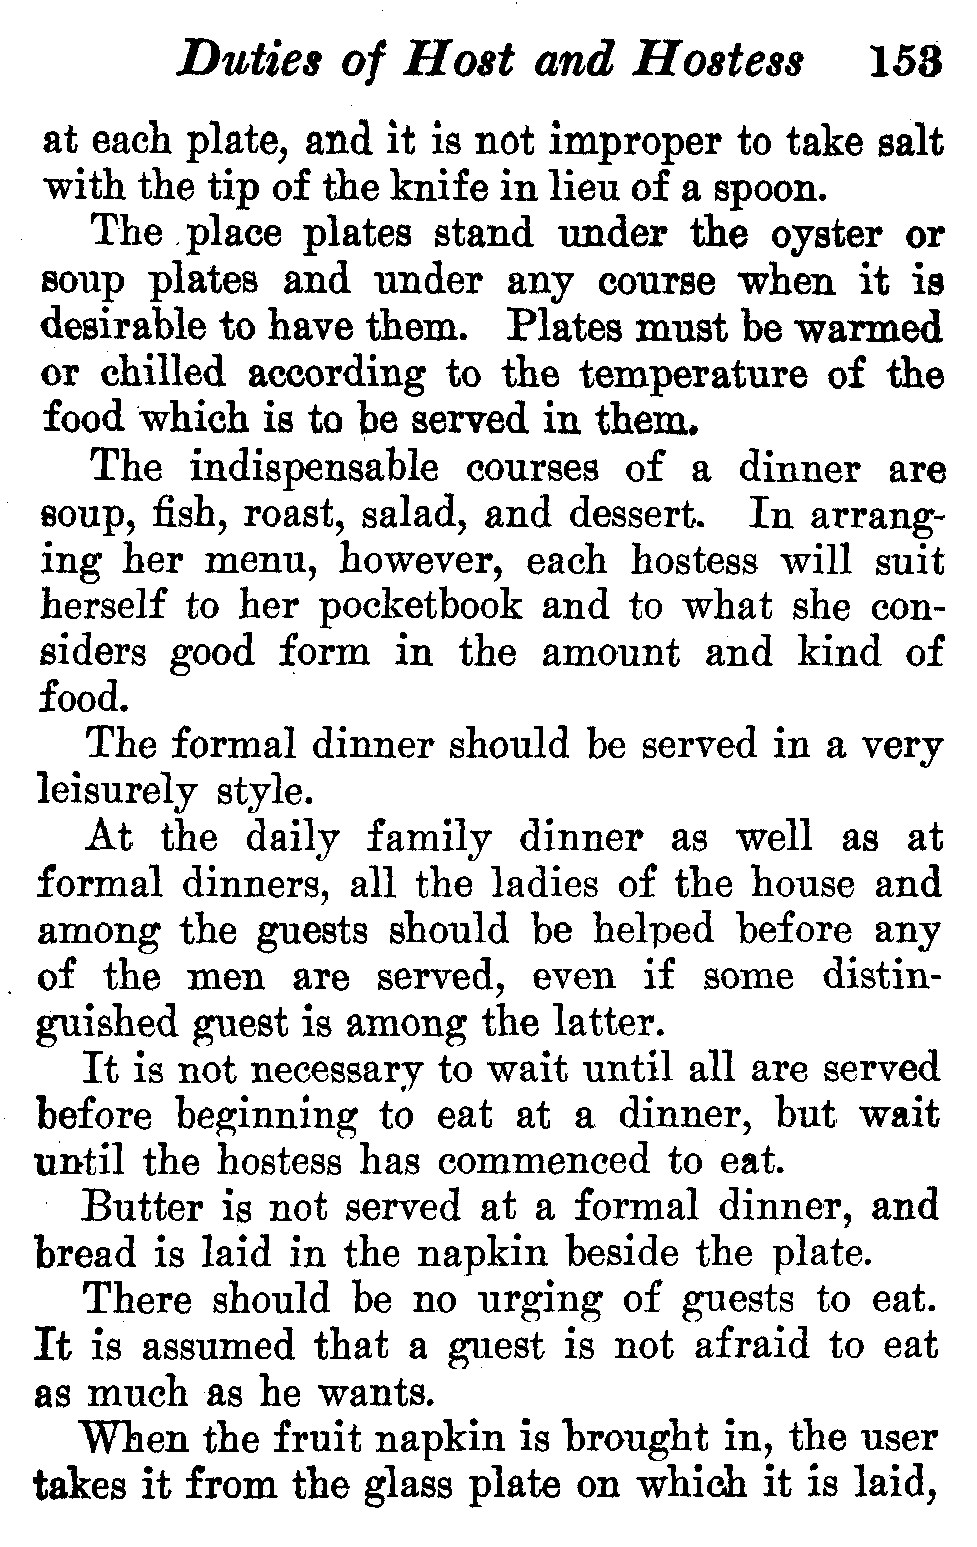 Duties of Host and Hostess 153
at each plate, and it is not improper to take salt
with the tip of the knife in lieu of a spoon.
The place plates stand under the oyster or
soup plates and under any course when it is
desirable to have them. Plates must be warmed
or chilled according to the temperature of the
food which is to be served in them.
The indispensable courses of a dinner are
soup, fish, roast, salad, and dessert. In arrang-
ing her menu, however, each hostess will suit
herself to her pocketbook and to what she con-
siders good form in the amount and kind of
food.
The formal dinner should be served in a very
leisurely style.
At the daily family dinner as well as at
formal dinners, all the ladies of the house and
among the guests should be helped before any
of the men are served, even if some distin-
guished guest is among the latter.
It is not necessary to wait until all are served
before beginning to eat at a dinner, but wait
until the hostess has commenced to eat.
Butter is not served at a formal dinner, and
bread is laid in the napkin beside the plate.
There should be no urging of guests to eat.
It is assumed that a guest is not afraid to eat
as much as he wants.
When the fruit napkin is brought in, the user
takes it from the glass plate on which it is laid,